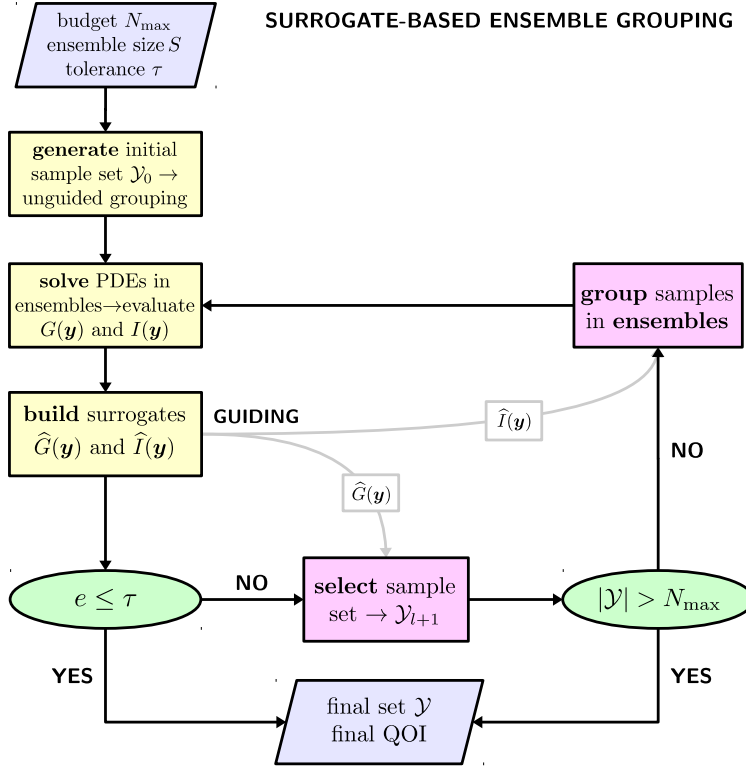 SURROGATE-BASED ENSEMBLE GROUPING
budget N_max
ensemble size S
tolerance τ
generate initial
sample set 𝒴₀ →
unguided grouping
solve PDEs in
ensembles→evaluate
G(y) and I(y)
group samples
in ensembles
build surrogates
Ĝ(y) and Î(y)
GUIDING
Î(y)
Ĝ(y)
NO
e ≤ τ
NO
select sample
set → 𝒴_{l+1}
|𝒴| > N_max
YES
YES
final set 𝒴
final QOI